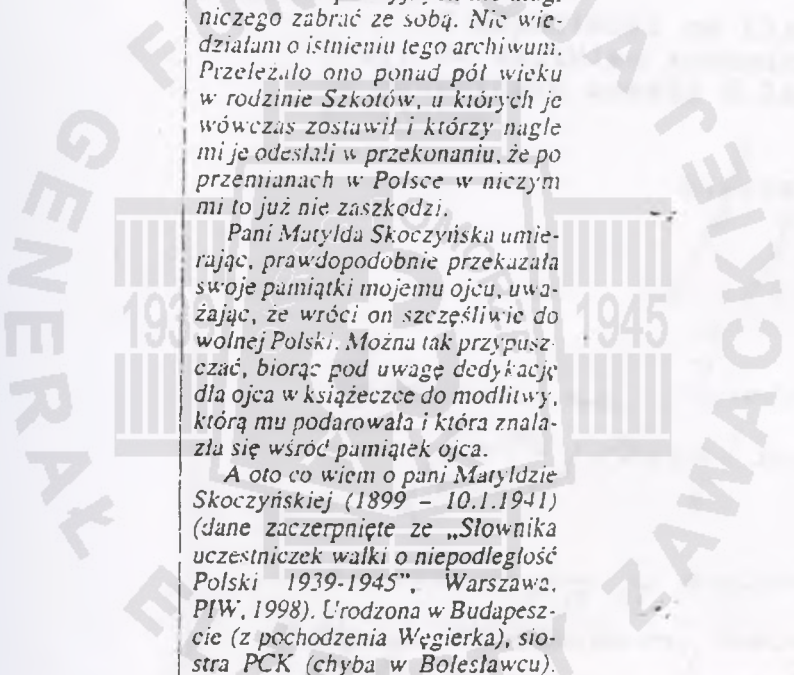 niczego zabrać ze sobą. Nie wie-
działam o istnieniu tego archiwum.
Przeleżało ono ponad pół wieku
w rodzinie Szkotów, u których je
wówczas zostawił i którzy nagle
mi je odesłali w przekonaniu, że po
przemianach w Polsce w niczym
mi to już nie zaszkodzi.
Pani Matylda Skoczyńska umie-
rając, prawdopodobnie przekazała
swoje pamiątki mojemu ojcu, uwa-
żając, że wróci on szczęśliwie do
wolnej Polski. Można tak przypusz-
czać, biorąc pod uwagę dedykację
dla ojca w książeczce do modlitwy,
którą mu podarowała i która znala-
zła się wśród pamiątek ojca.
A oto co wiem o pani Matyldzie
Skoczyńskiej (1899 – 10.1.1941)
(dane zaczerpnięte ze „Słownika
uczestniczek walki o niepodległość
Polski 1939-1945”, Warszawa,
PIW, 1998). Urodzona w Budapesz-
cie (z pochodzenia Węgierka), sio-
stra PCK (chyba w Bolesławcu).
GENERAŁ
1939
1945